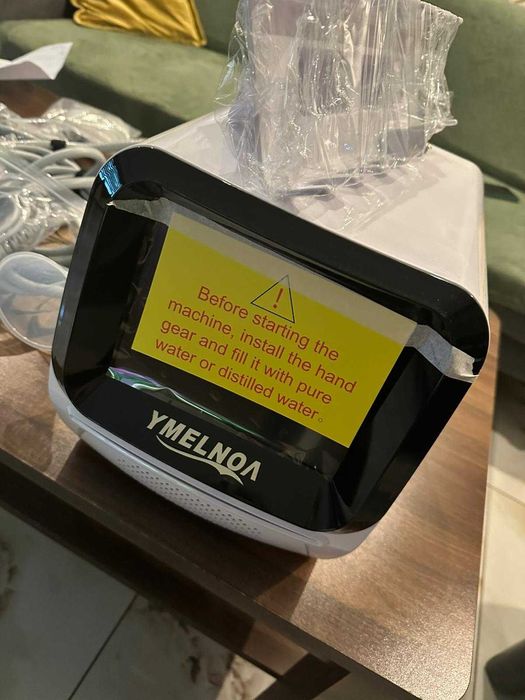 !
Before starting the
machine, install the hand
gear and fill it with pure
water or distilled water。
YMELNOA